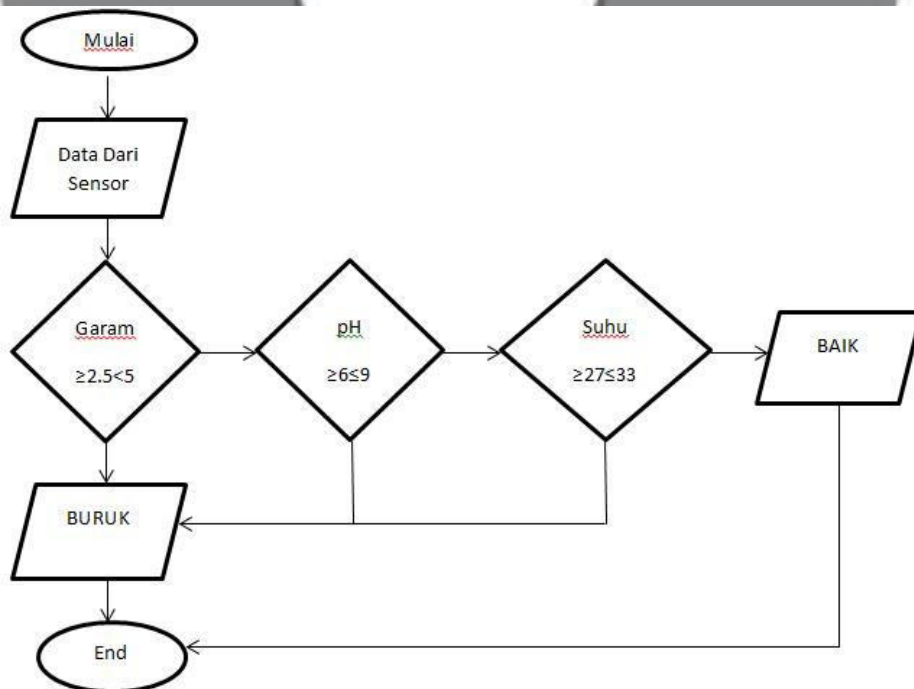 Mulai
Data Dari
Sensor
Garam
≥2.5<5
pH
≥6≤9
Suhu
≥27≤33
BAIK
BURUK
End